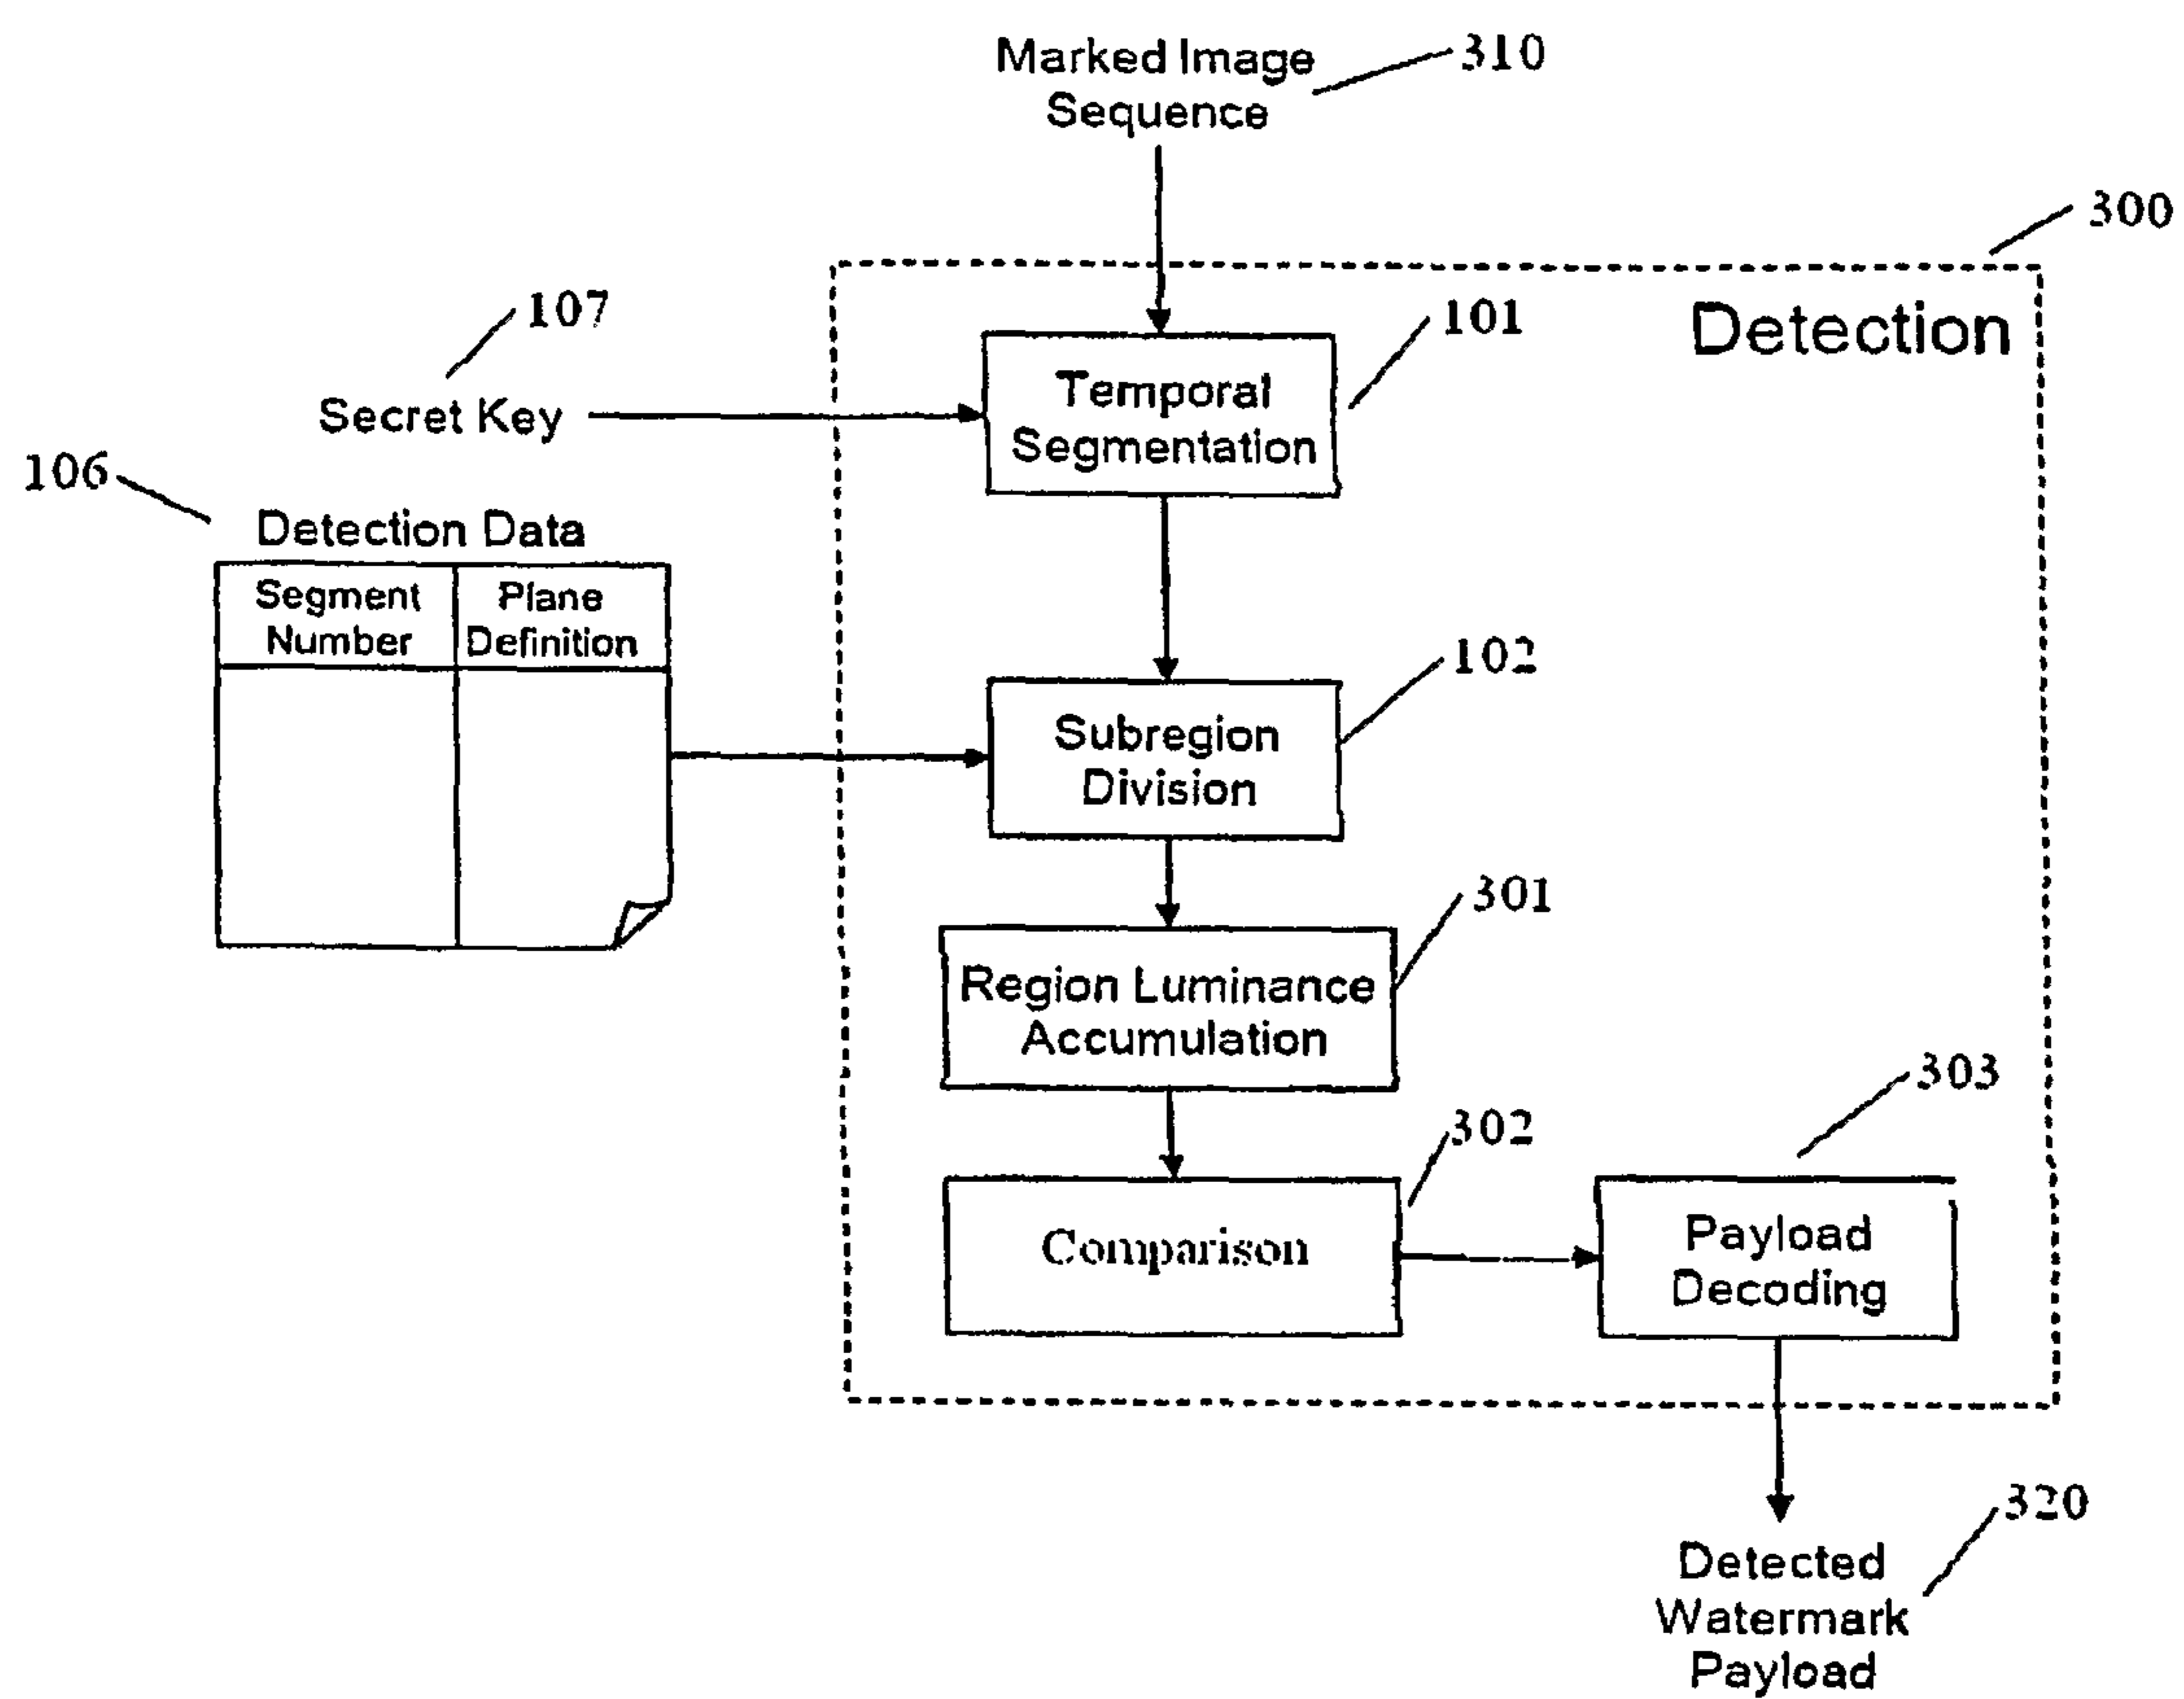 Marked Image
Sequence
310
300
Detection
107
Secret Key
101
Temporal
Segmentation
106
Detection Data
Segment
Number
Plane
Definition
102
Subregion
Division
301
Region Luminance
Accumulation
302
Comparison
303
Payload
Decoding
320
Detected
Watermark
Payload